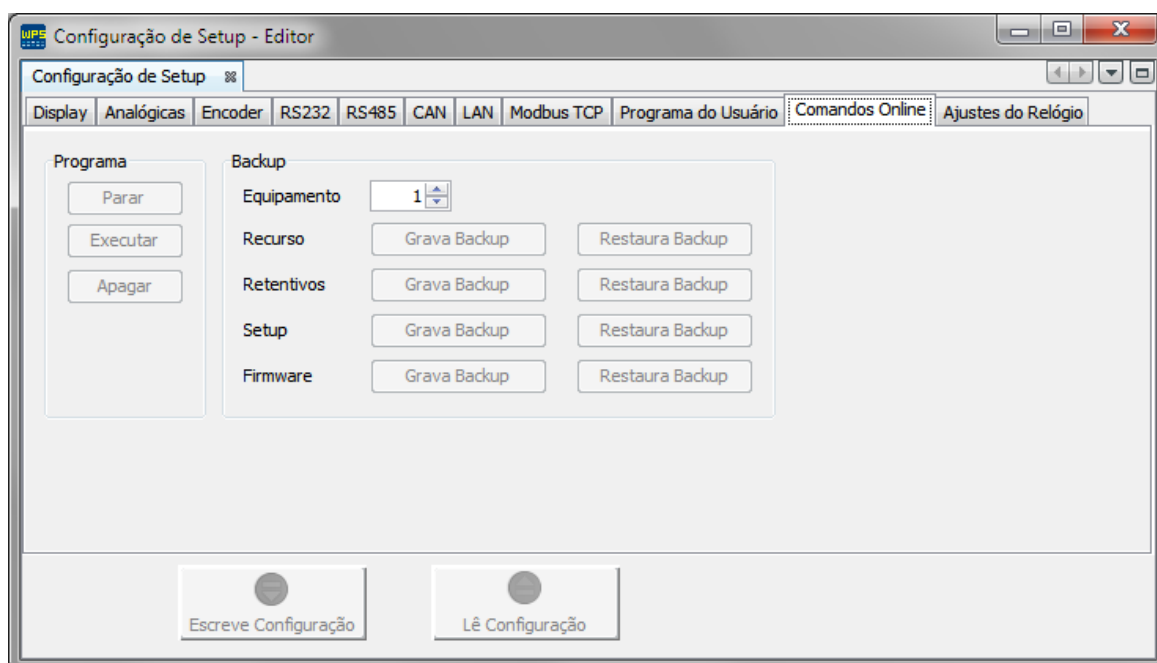 WPS Configuração de Setup - Editor
Configuração de Setup
Display Analógicas Encoder RS232 RS485 CAN LAN Modbus TCP Programa do Usuário Comandos Online Ajustes do Relógio
Programa Backup
Parar Equipamento 1
Executar Recurso Grava Backup Restaura Backup
Apagar Retentivos Grava Backup Restaura Backup
Setup Grava Backup Restaura Backup
Firmware Grava Backup Restaura Backup
Escreve Configuração Lê Configuração